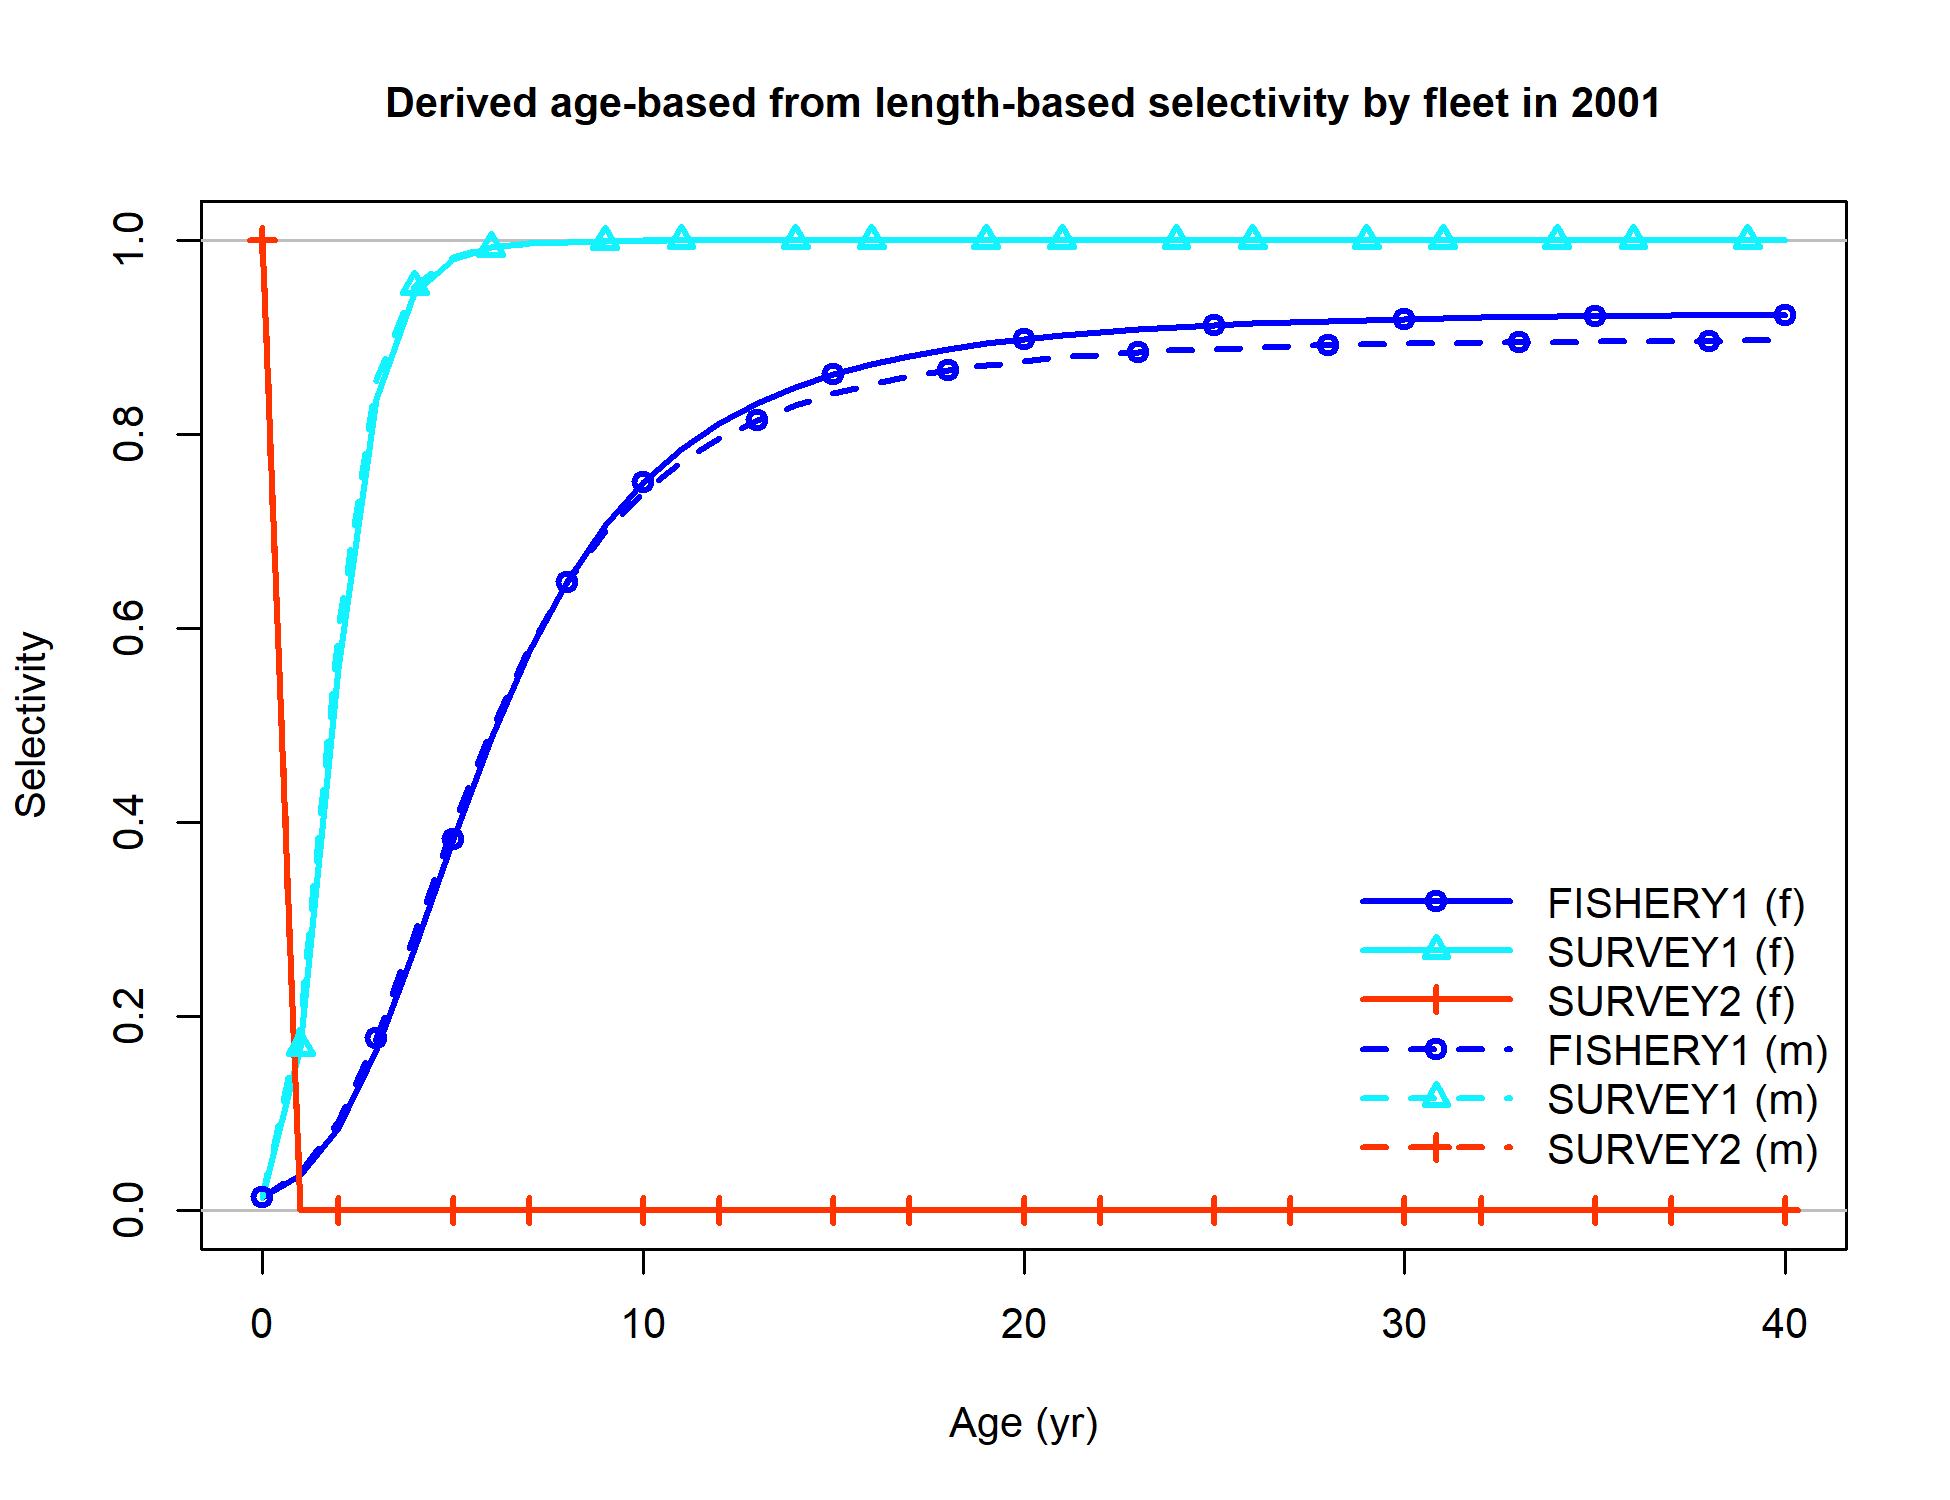 Derived age-based from length-based selectivity by fleet in 2001
Selectivity
1.0
0.8
0.6
0.4
0.2
0.0
FISHERY1 (f)
SURVEY1 (f)
SURVEY2 (f)
FISHERY1 (m)
SURVEY1 (m)
SURVEY2 (m)
0 10 20 30 40
Age (yr)